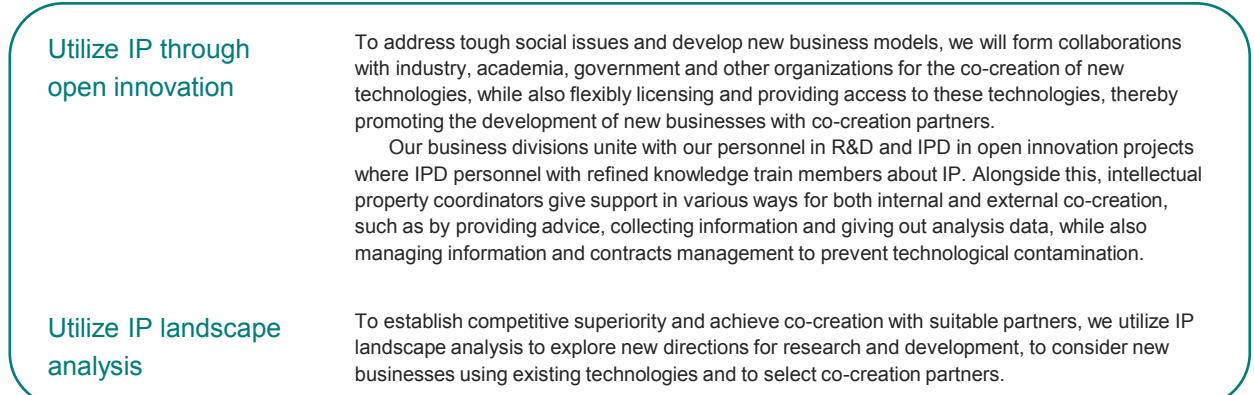 Utilize IP through
open innovation
To address tough social issues and develop new business models, we will form collaborations
with industry, academia, government and other organizations for the co-creation of new
technologies, while also flexibly licensing and providing access to these technologies, thereby
promoting the development of new businesses with co-creation partners.
Our business divisions unite with our personnel in R&D and IPD in open innovation projects
where IPD personnel with refined knowledge train members about IP. Alongside this, intellectual
property coordinators give support in various ways for both internal and external co-creation,
such as by providing advice, collecting information and giving out analysis data, while also
managing information and contracts management to prevent technological contamination.
Utilize IP landscape
analysis
To establish competitive superiority and achieve co-creation with suitable partners, we utilize IP
landscape analysis to explore new directions for research and development, to consider new
businesses using existing technologies and to select co-creation partners.